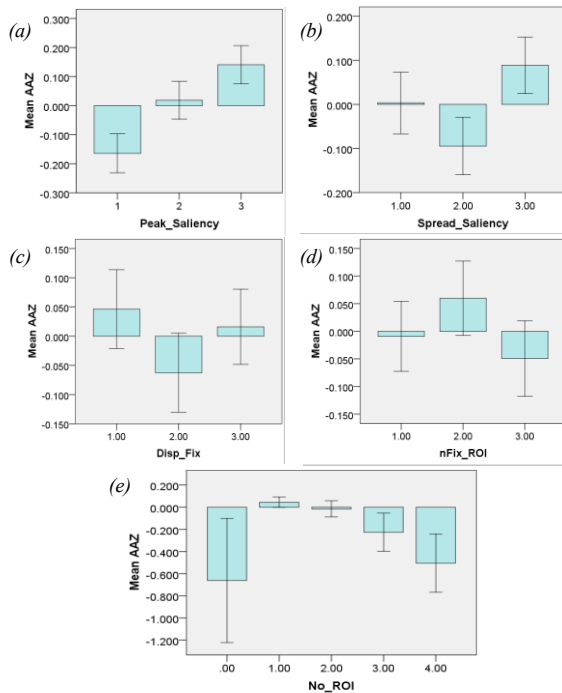 (a)
Mean AAZ
0.300
0.200
0.100
0.000
-0.100
-0.200
-0.300
1 2 3
Peak_Saliency
(b)
Mean AAZ
0.200
0.100
0.000
-0.100
-0.200
1.00 2.00 3.00
Spread_Saliency
(c)
Mean AAZ
0.150
0.100
0.050
0.000
-0.050
-0.100
-0.150
1.00 2.00 3.00
Disp_Fix
(d)
Mean AAZ
0.150
0.100
0.050
0.000
-0.050
-0.100
-0.150
1.00 2.00 3.00
nFix_ROI
(e)
Mean AAZ
0.200
0.000
-0.200
-0.400
-0.600
-0.800
-1.000
-1.200
.00 1.00 2.00 3.00 4.00
No_ROI